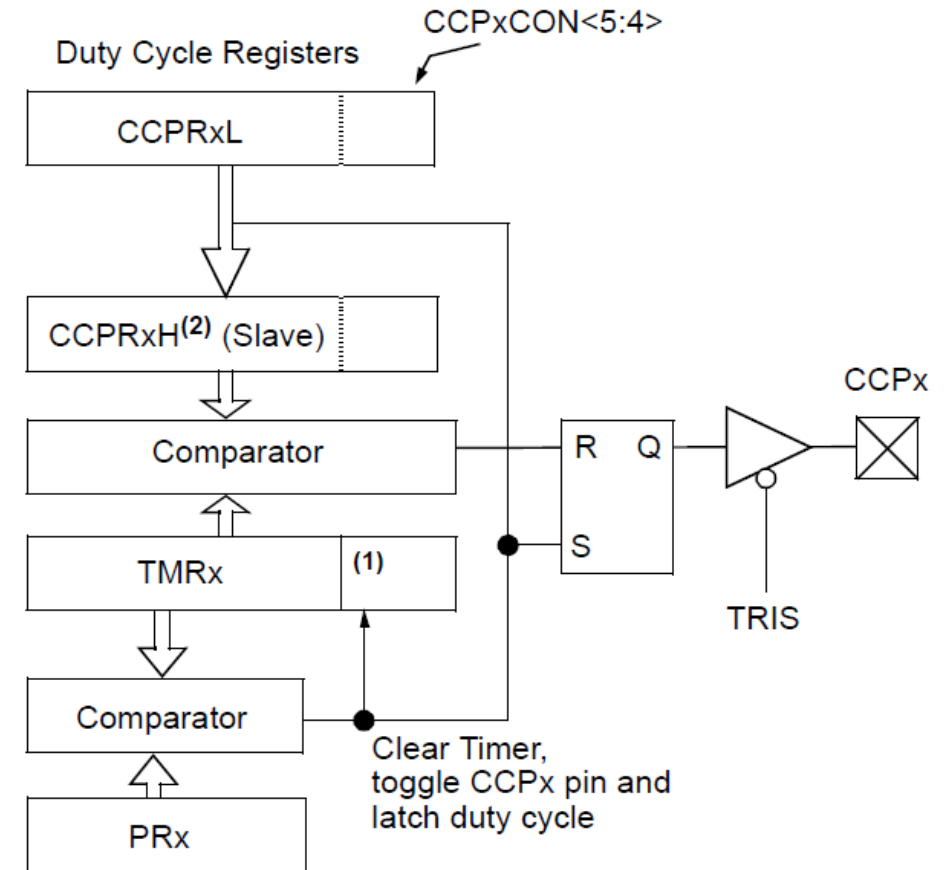 CCPxCON<5:4>
Duty Cycle Registers
CCPRxL
CCPRxH(2) (Slave)
CCPx
Comparator
R Q
S
TMRx
(1)
TRIS
Comparator
Clear Timer,
toggle CCPx pin and
latch duty cycle
PRx